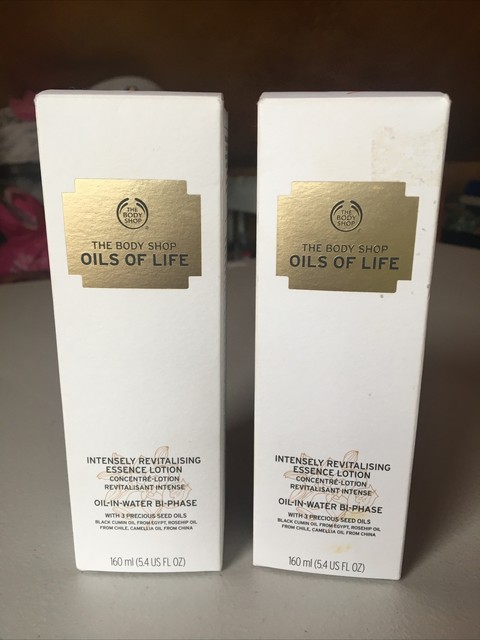 THE
BODY
SHOP
THE BODY SHOP
OILS OF LIFE
INTENSELY REVITALISING
ESSENCE LOTION
CONCENTRÉ-LOTION
REVITALISANT INTENSE
OIL-IN-WATER BI-PHASE
WITH 3 PRECIOUS SEED OILS
BLACK CUMIN OIL FROM EGYPT, ROSEHIP OIL
FROM CHILE, CAMELLIA OIL FROM CHINA
160 ml (5.4 US FL OZ)
THE
BODY
SHOP
THE BODY SHOP
OILS OF LIFE
INTENSELY REVITALISING
ESSENCE LOTION
CONCENTRÉ-LOTION
REVITALISANT INTENSE
OIL-IN-WATER BI-PHASE
WITH 3 PRECIOUS SEED OILS
BLACK CUMIN OIL FROM EGYPT, ROSEHIP OIL
FROM CHILE, CAMELLIA OIL FROM CHINA
160 ml (5.4 US FL OZ)